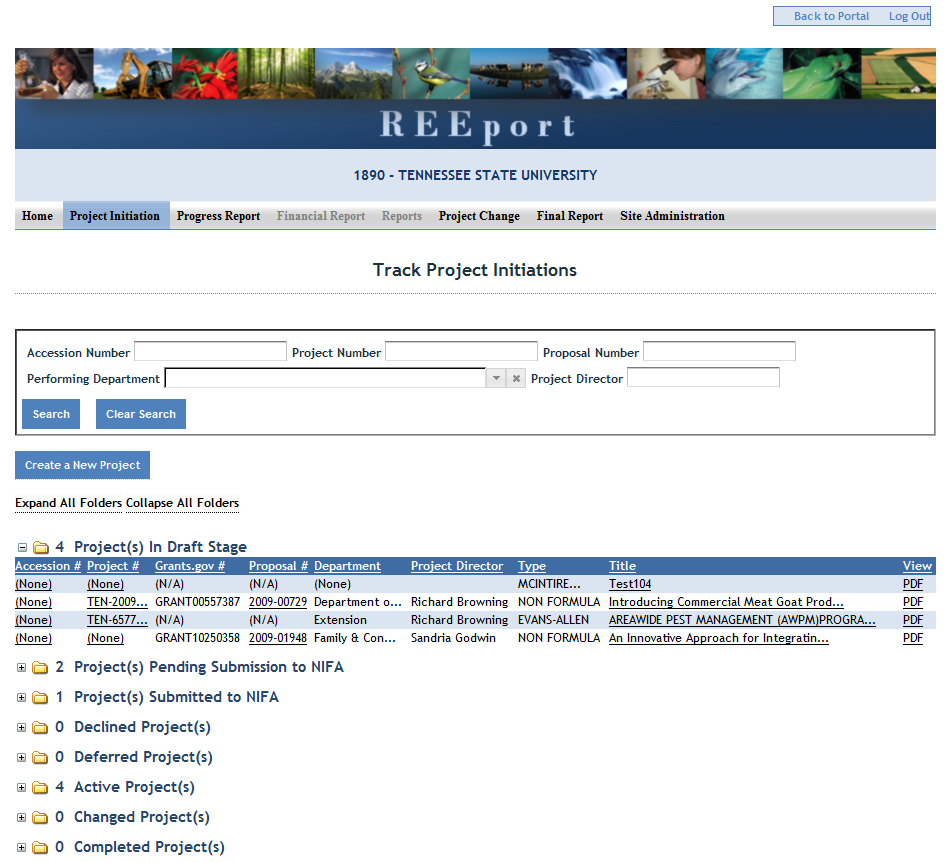 Back to Portal Log Out
REEport
1890 - TENNESSEE STATE UNIVERSITY
Home Project Initiation Progress Report Financial Report Reports Project Change Final Report Site Administration
Track Project Initiations
Accession Number Project Number Proposal Number
Performing Department Project Director
Search Clear Search
Create a New Project
Expand All Folders Collapse All Folders
4 Project(s) In Draft Stage
Accession # Project # Grants.gov # Proposal # Department Project Director Type Title View
(None) (None) (N/A) (N/A) (None) MCINTIRE... Test104 PDF
(None) TEN-2009... GRANT00557387 2009-00729 Department o... Richard Browning NON FORMULA Introducing Commercial Meat Goat Prod... PDF
(None) TEN-6577... (N/A) (N/A) Extension Richard Browning EVANS-ALLEN AREAWIDE PEST MANAGEMENT (AWPM)PROGRA... PDF
(None) (None) GRANT10250358 2009-01948 Family & Con... Sandria Godwin NON FORMULA An Innovative Approach for Integratin... PDF
2 Project(s) Pending Submission to NIFA
1 Project(s) Submitted to NIFA
0 Declined Project(s)
0 Deferred Project(s)
4 Active Project(s)
0 Changed Project(s)
0 Completed Project(s)